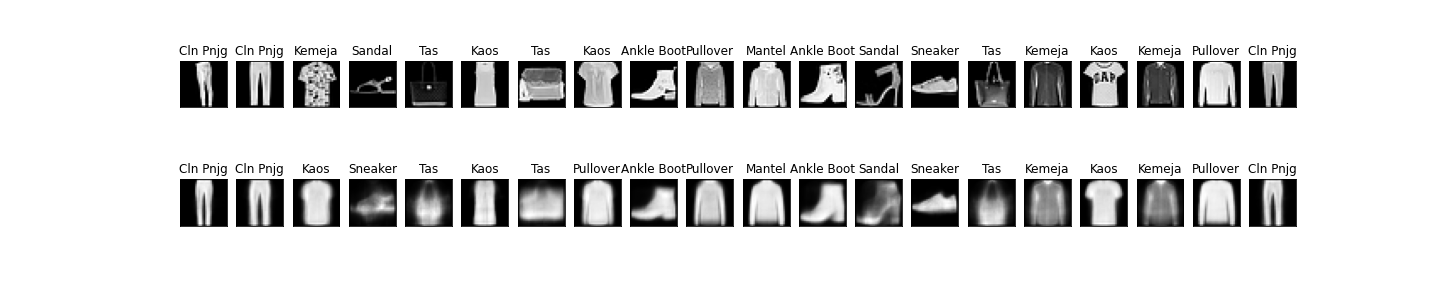 Cln Pnjg Cln Pnjg Kemeja Sandal Tas Kaos Tas Kaos Ankle Boot Pullover Mantel Ankle Boot Sandal Sneaker Tas Kemeja Kaos Kemeja Pullover Cln Pnjg
GAP
Cln Pnjg Cln Pnjg Kaos Sneaker Tas Kaos Tas Pullover Ankle Boot Pullover Mantel Ankle Boot Sandal Sneaker Tas Kemeja Kaos Kemeja Pullover Cln Pnjg